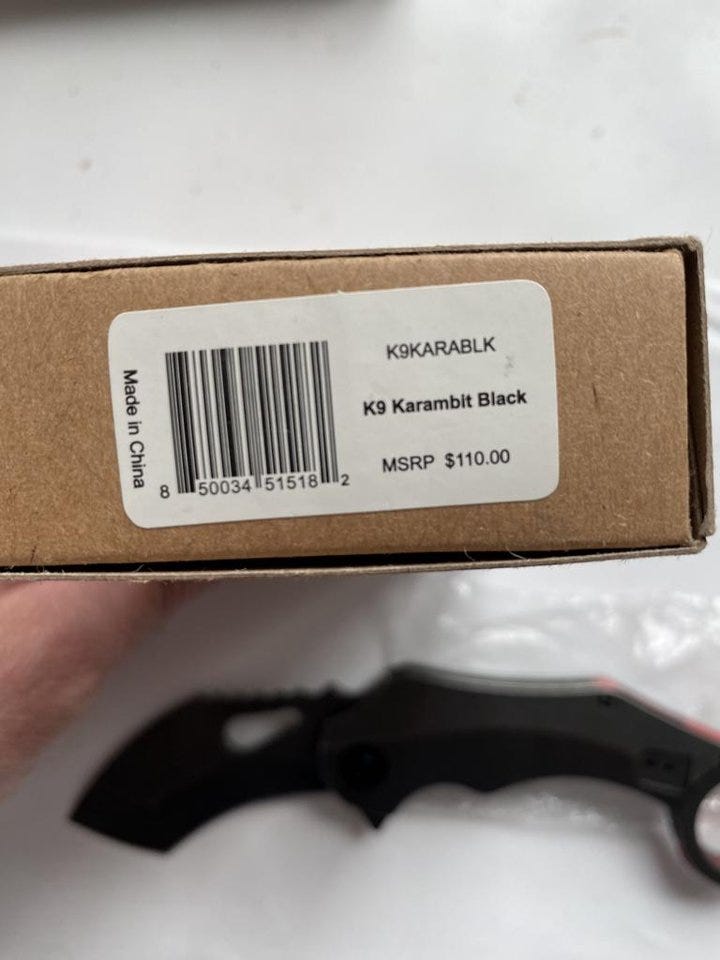 Made in China
8 50034 51518 2
K9KARABLK
K9 Karambit Black
MSRP $110.00